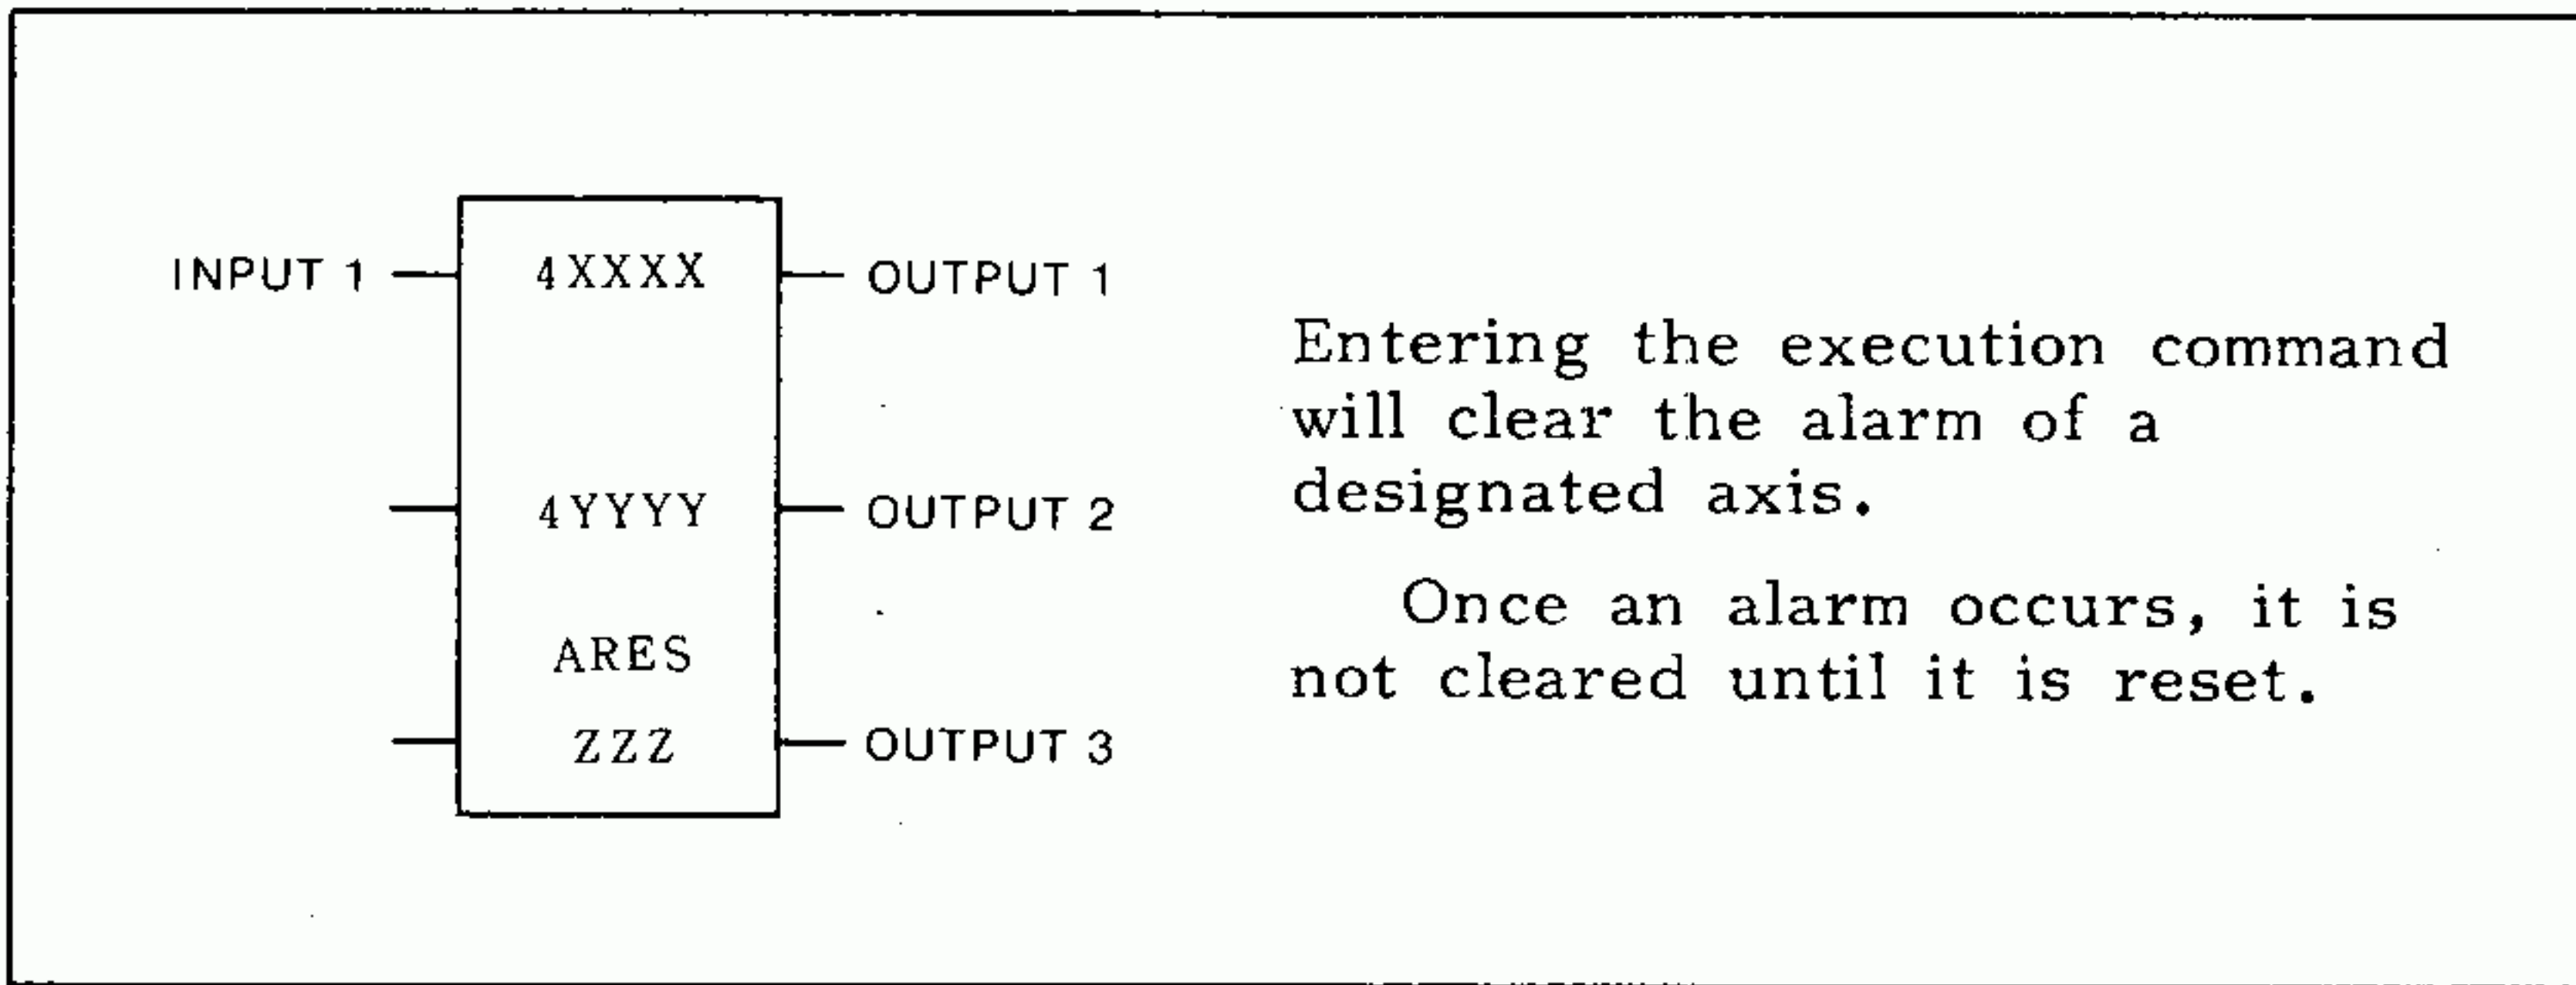 INPUT 1 4XXXX OUTPUT 1
4YYYY OUTPUT 2
ARES
ZZZ OUTPUT 3
Entering the execution command
will clear the alarm of a
designated axis.
Once an alarm occurs, it is
not cleared until it is reset.